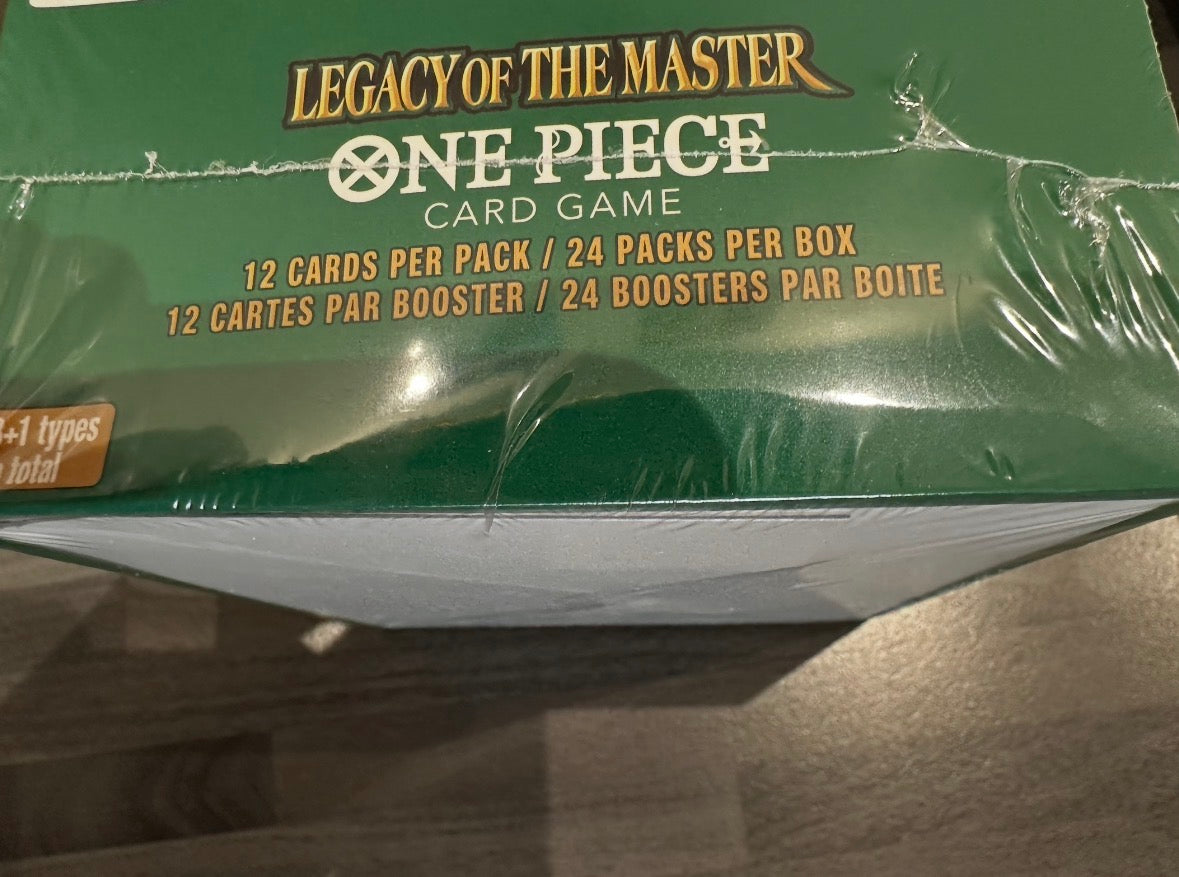 LEGACY OF THE MASTER
ONE PIECE
CARD GAME
12 CARDS PER PACK / 24 PACKS PER BOX
12 CARTES PAR BOOSTER / 24 BOOSTERS PAR BOITE
+1 types
total